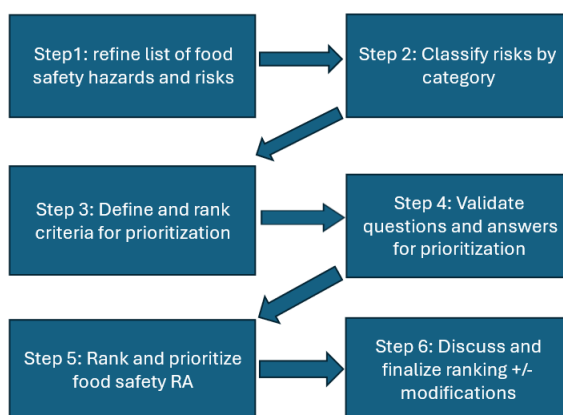 Step1: refine list of food
safety hazards and risks
Step 2: Classify risks by
category
Step 3: Define and rank
criteria for prioritization
Step 4: Validate
questions and answers
for prioritization
Step 5: Rank and prioritize
food safety RA
Step 6: Discuss and
finalize ranking +/-
modifications